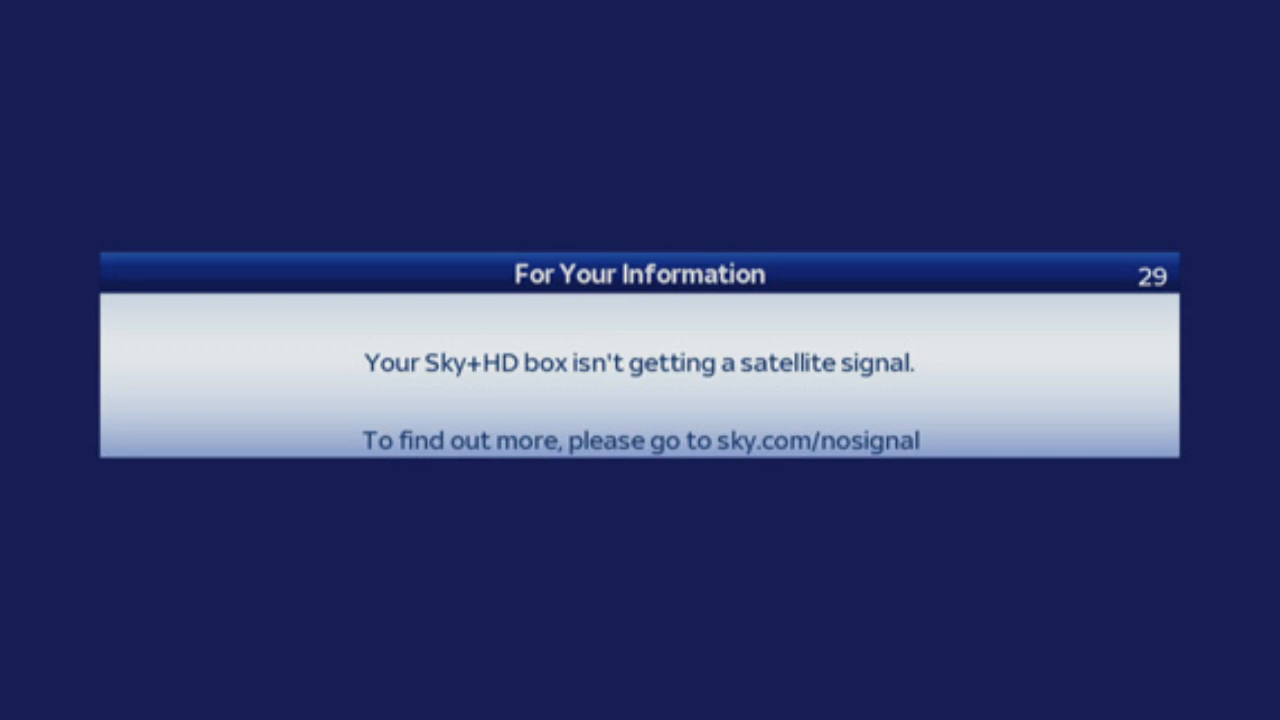 For Your Information
29
Your Sky+HD box isn't getting a satellite signal.
To find out more, please go to sky.com/nosignal